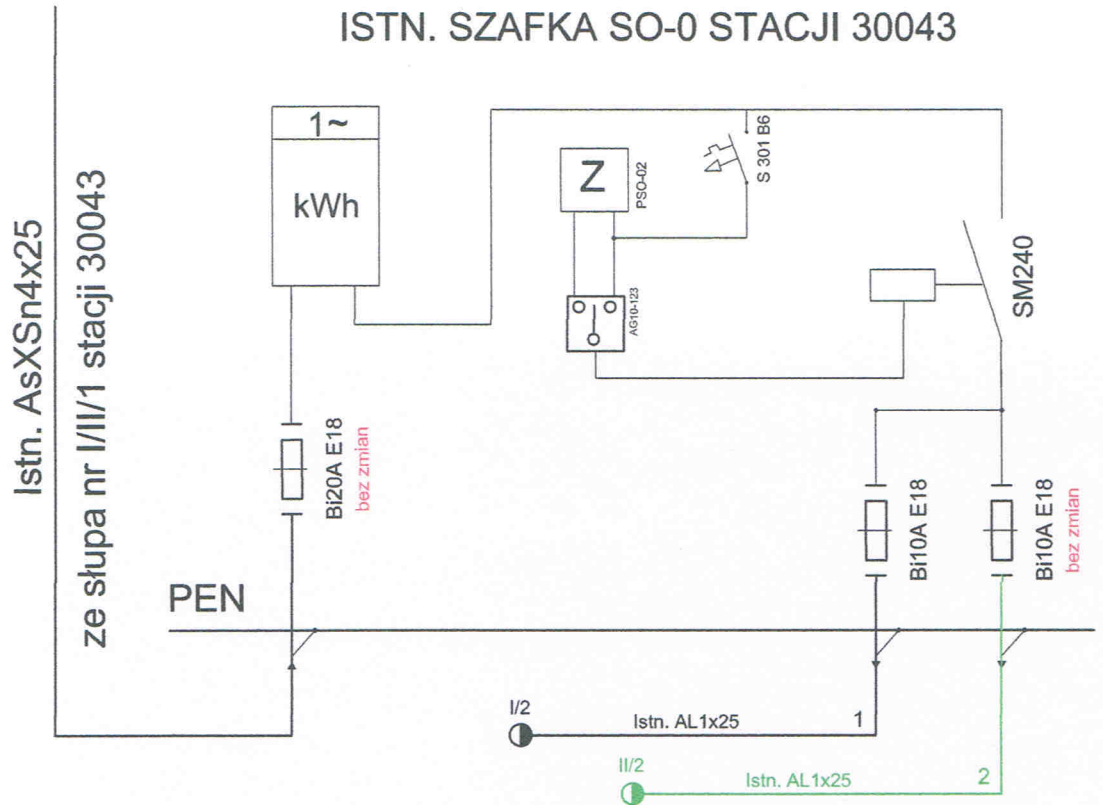 ISTN. SZAFKA SO-0 STACJI 30043
Istn. AsXSn4x25
ze słupa nr I/II/1 stacji 30043
1~
kWh
Z
PSO-02
S 301 B6
AG10-123
SM240
Bi20A E18
bez zmian
Bi10A E18
Bi10A E18
bez zmian
PEN
I/2
Istn. AL1x25
1
II/2
Istn. AL1x25
2